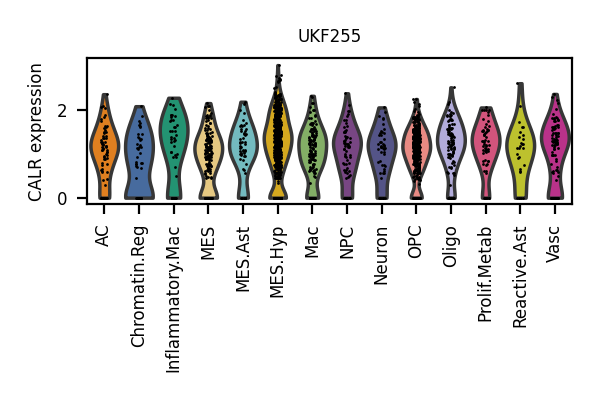 UKF255
CALR expression
2
0
AC
Chromatin.Reg
Inflammatory.Mac
MES
MES.Ast
MES.Hyp
Mac
NPC
Neuron
OPC
Oligo
Prolif.Metab
Reactive.Ast
Vasc